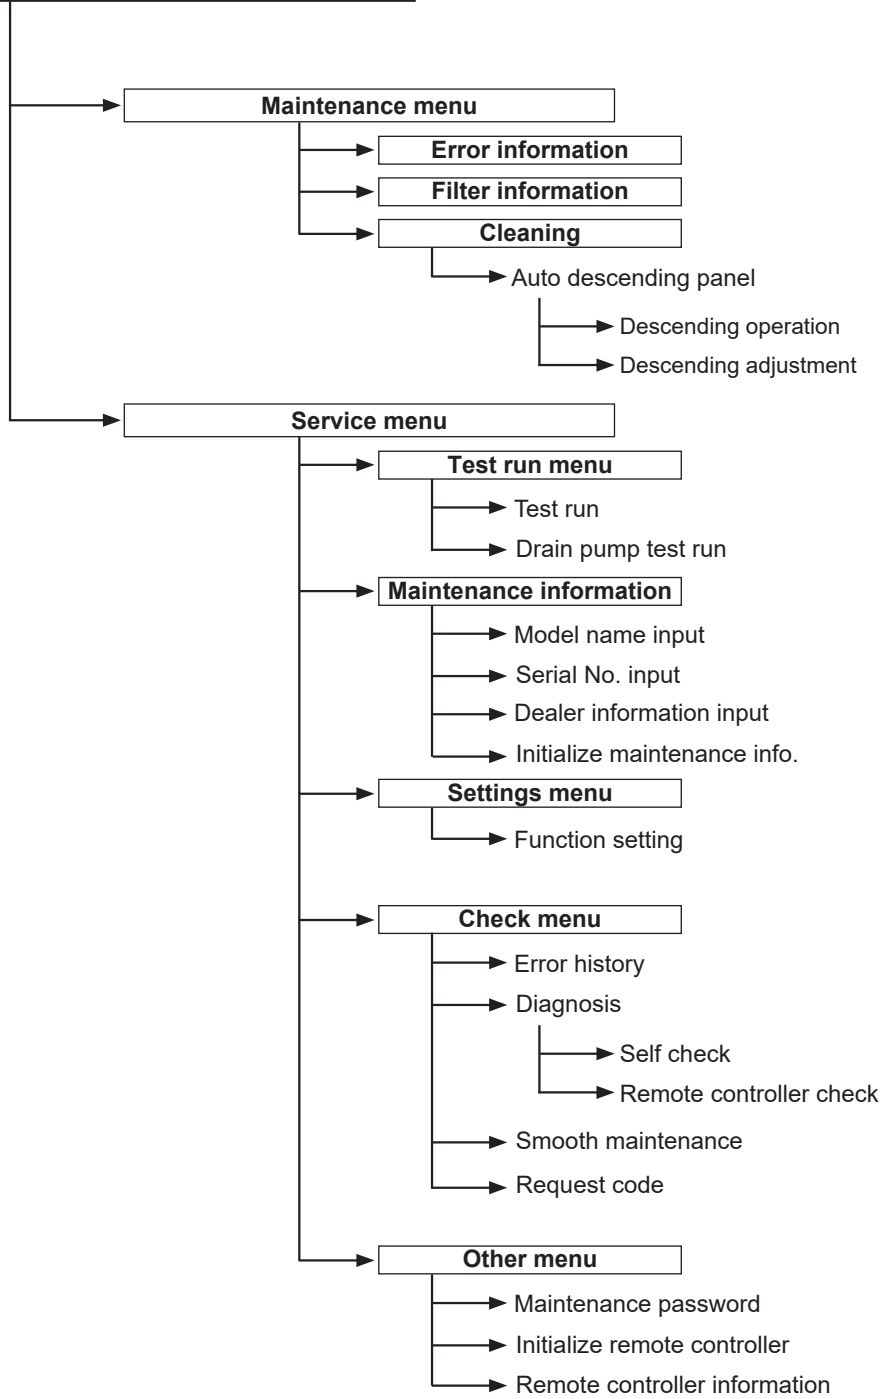 Maintenance menu
Error information
Filter information
Cleaning
Auto descending panel
Descending operation
Descending adjustment
Service menu
Test run menu
Test run
Drain pump test run
Maintenance information
Model name input
Serial No. input
Dealer information input
Initialize maintenance info.
Settings menu
Function setting
Check menu
Error history
Diagnosis
Self check
Remote controller check
Smooth maintenance
Request code
Other menu
Maintenance password
Initialize remote controller
Remote controller information